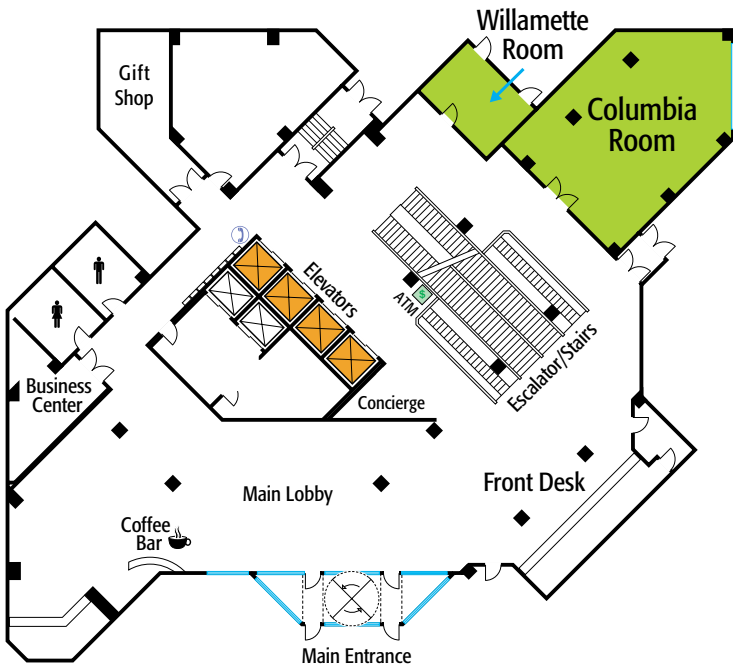 Willamette
Room
Gift
Shop
Columbia
Room
Elevators
$
ATM
Escalator/Stairs
Business
Center
Concierge
Front Desk
Main Lobby
Coffee
Bar
Main Entrance